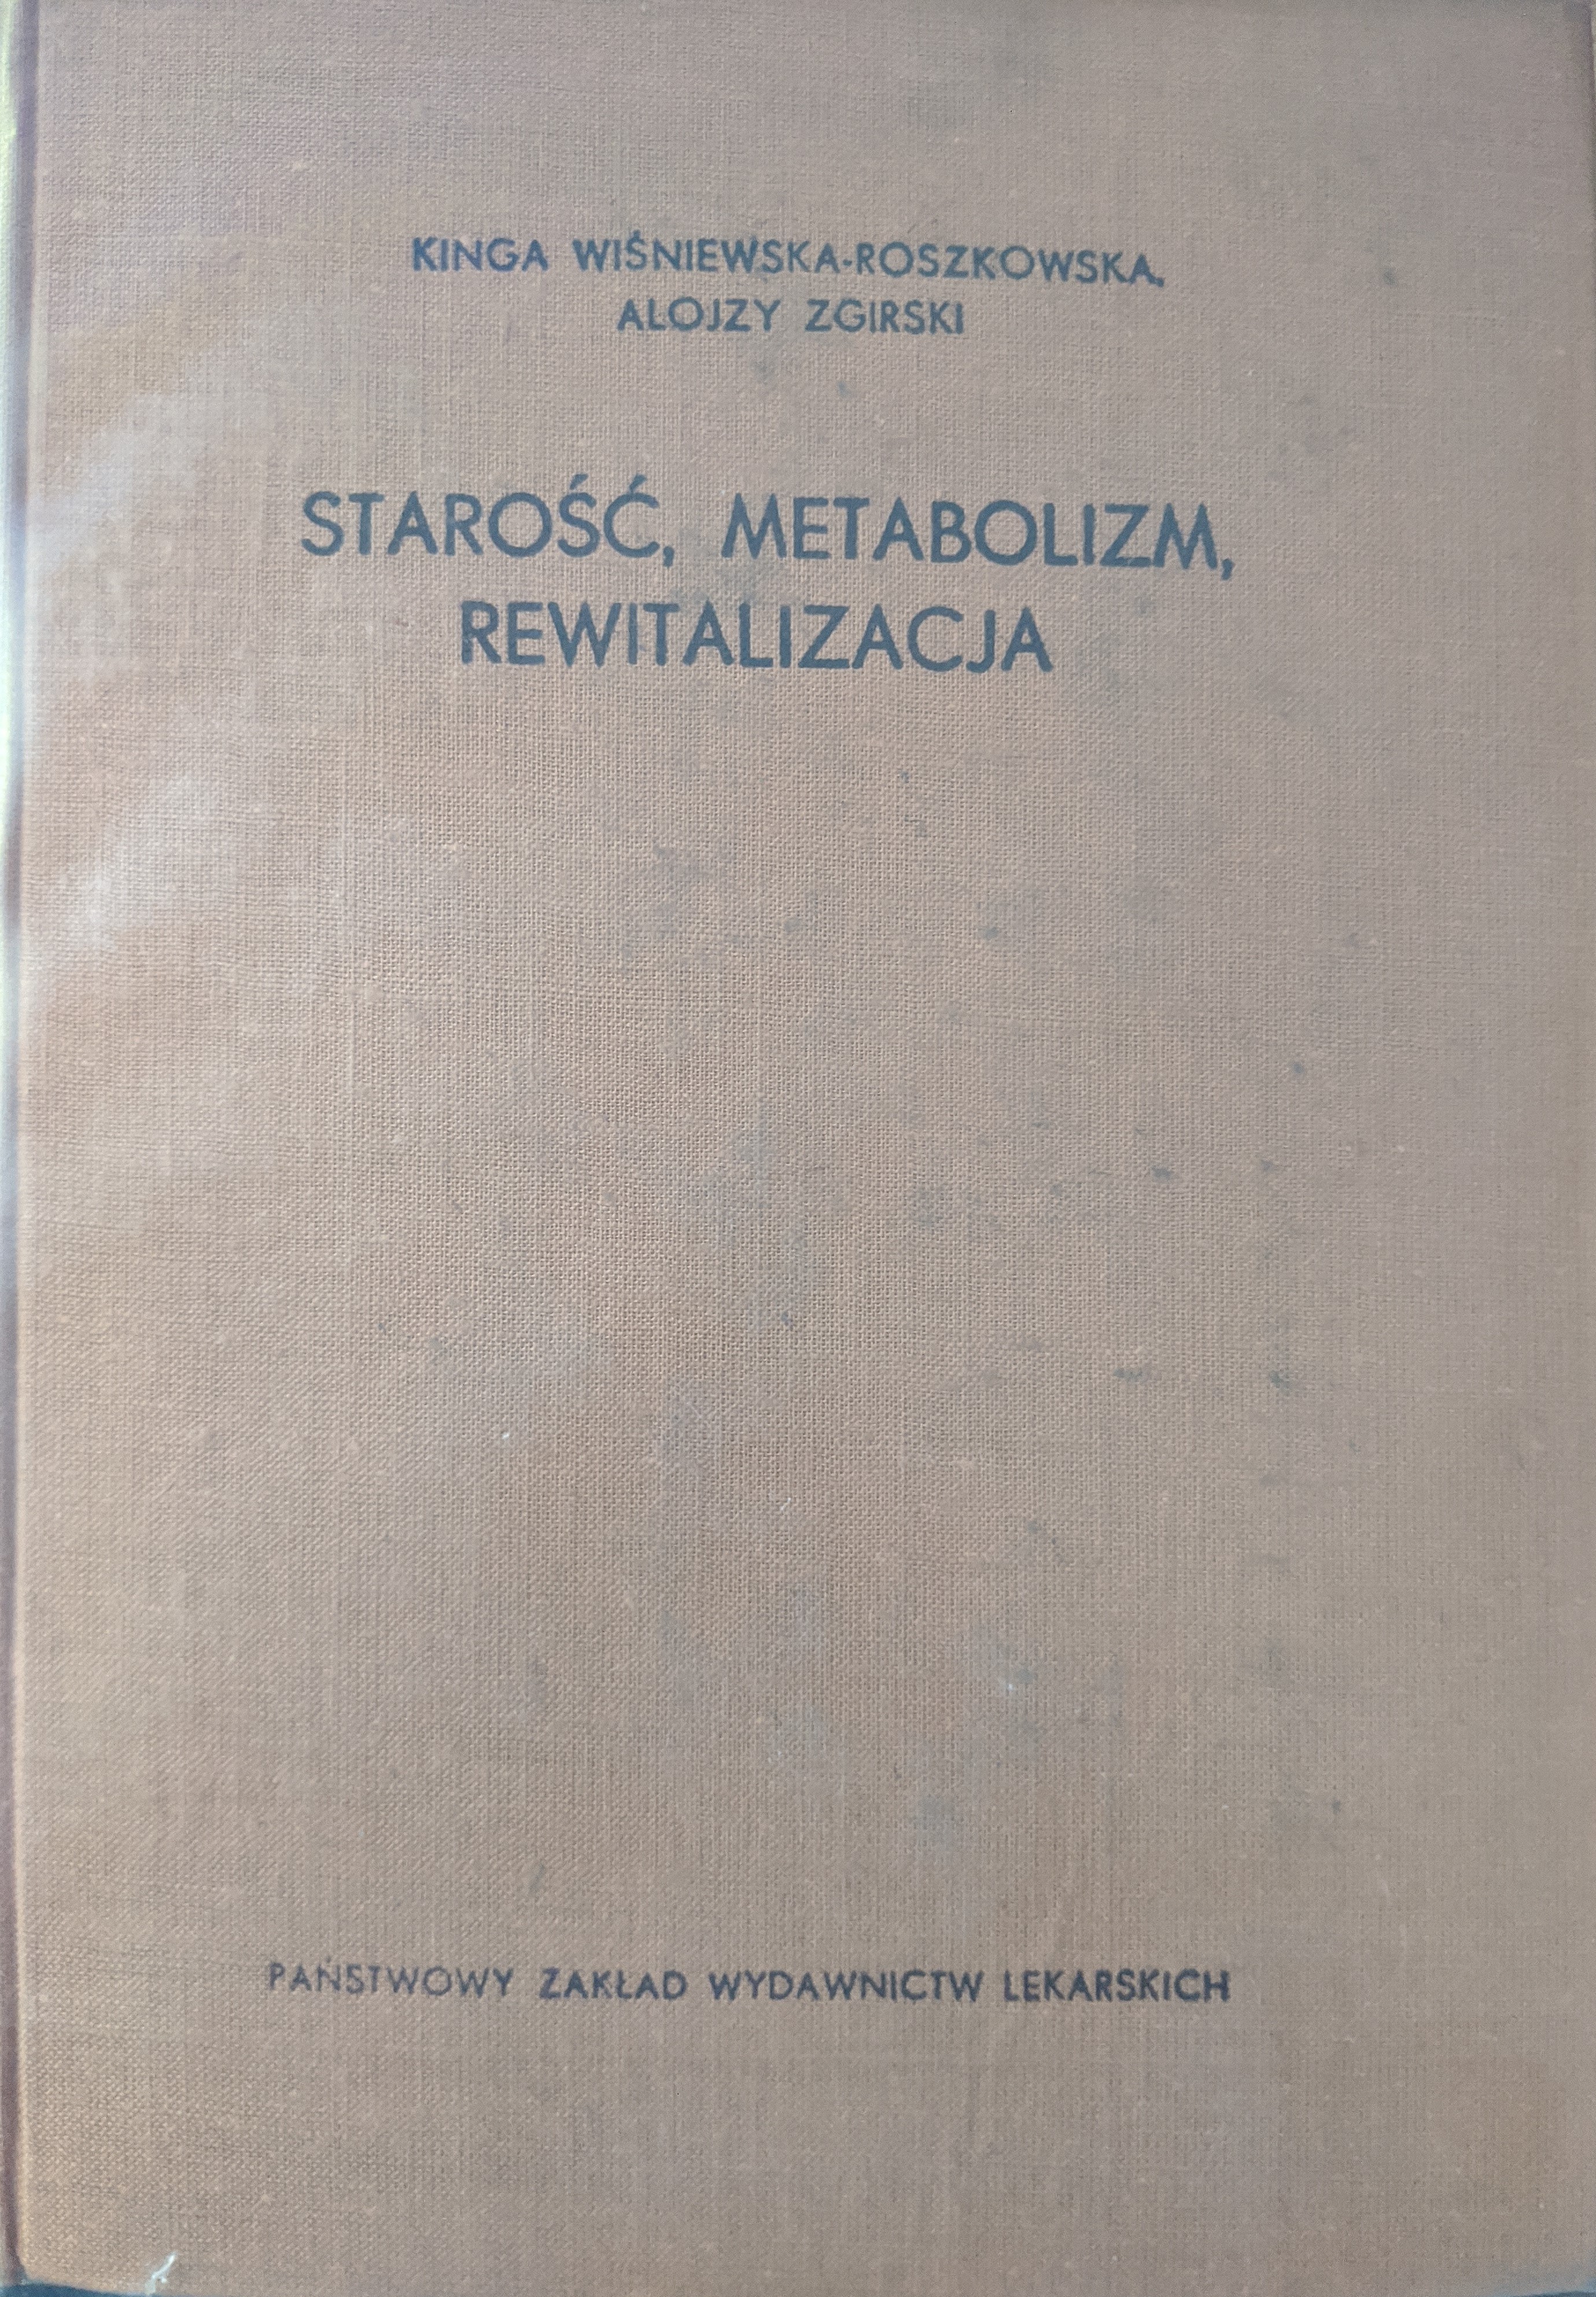 KINGA WIŚNIEWSKA-ROSZKOWSKA,
ALOJZY ZGIRSKI
STAROŚĆ, METABOLIZM,
REWITALIZACJA
PAŃSTWOWY ZAKŁAD WYDAWNICTW LEKARSKICH